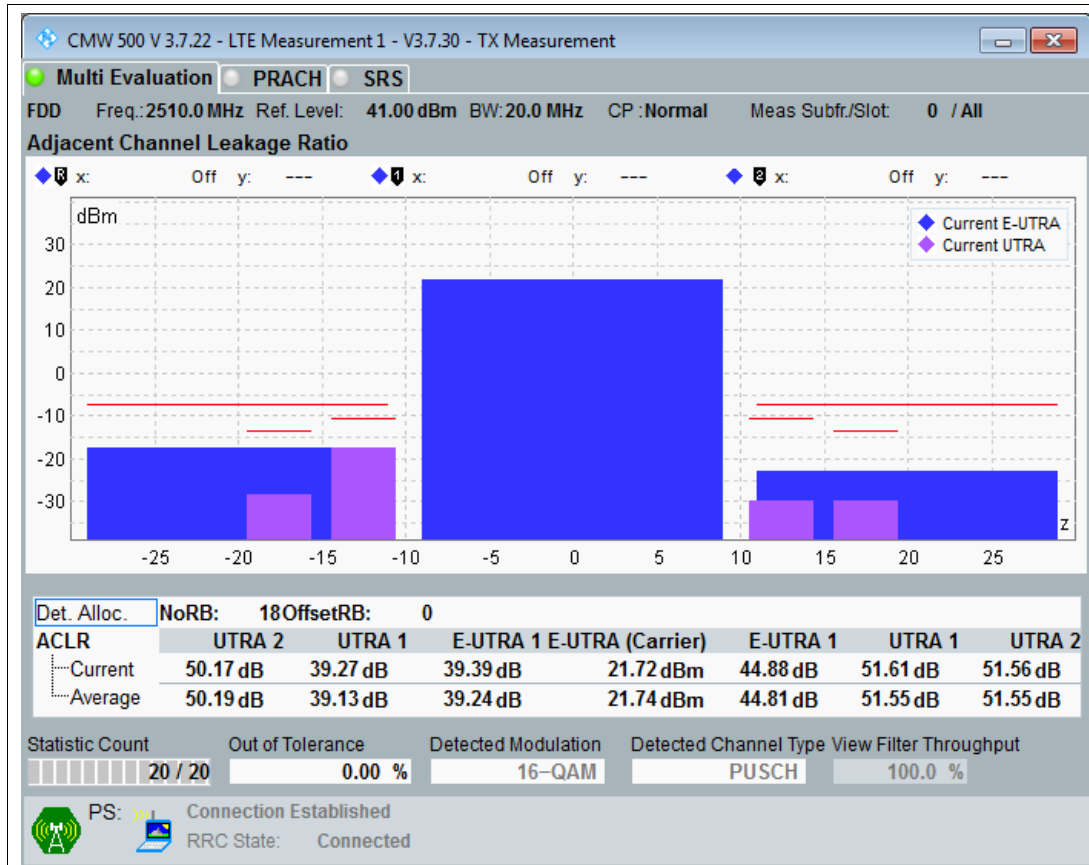 CMW 500 V 3.7.22 - LTE Measurement 1 - V3.7.30 - TX Measurement
Multi Evaluation PRACH SRS
FDD Freq.: 2510.0 MHz Ref. Level: 41.00 dBm BW: 20.0 MHz CP : Normal Meas Subfr./Slot: 0 / All
Adjacent Channel Leakage Ratio
R x: Off y: --- 1 x: Off y: --- 2 x: Off y: ---
dBm
Current E-UTRA
Current UTRA
30
20
10
0
-10
-20
-30
z
-25 -20 -15 -10 -5 0 5 10 15 20 25
Det. Alloc. NoRB: 18 OffsetRB: 0
ACLR UTRA 2 UTRA 1 E-UTRA 1 E-UTRA (Carrier) E-UTRA 1 UTRA 1 UTRA 2
Current 50.17 dB 39.27 dB 39.39 dB 21.72 dBm 44.88 dB 51.61 dB 51.56 dB
Average 50.19 dB 39.13 dB 39.24 dB 21.74 dBm 44.81 dB 51.55 dB 51.55 dB
Statistic Count Out of Tolerance Detected Modulation Detected Channel Type View Filter Throughput
20 / 20 0.00 % 16-QAM PUSCH 100.0 %
PS: Connection Established
RRC State: Connected